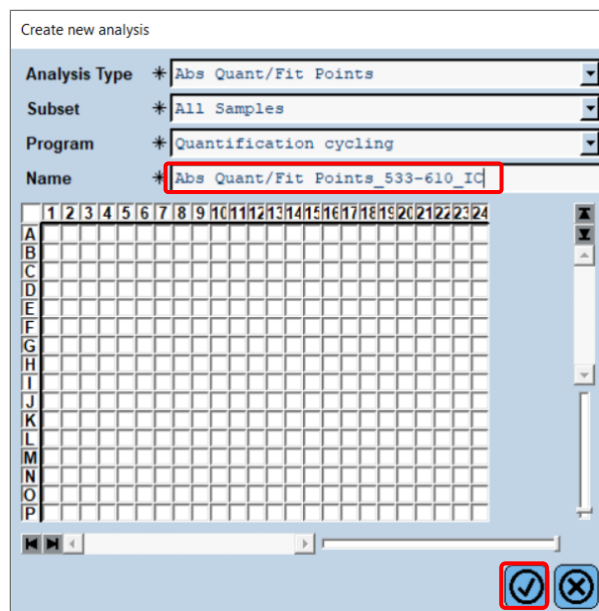 Create new analysis
Analysis Type * Abs Quant/Fit Points
Subset * All Samples
Program * Quantification cycling
Name * Abs Quant/Fit Points_533-610_IC
1 2 3 4 5 6 7 8 9 10 11 12 13 14 15 16 17 18 19 20 21 22 23 24
A
B
C
D
E
F
G
H
I
J
K
L
M
N
O
P